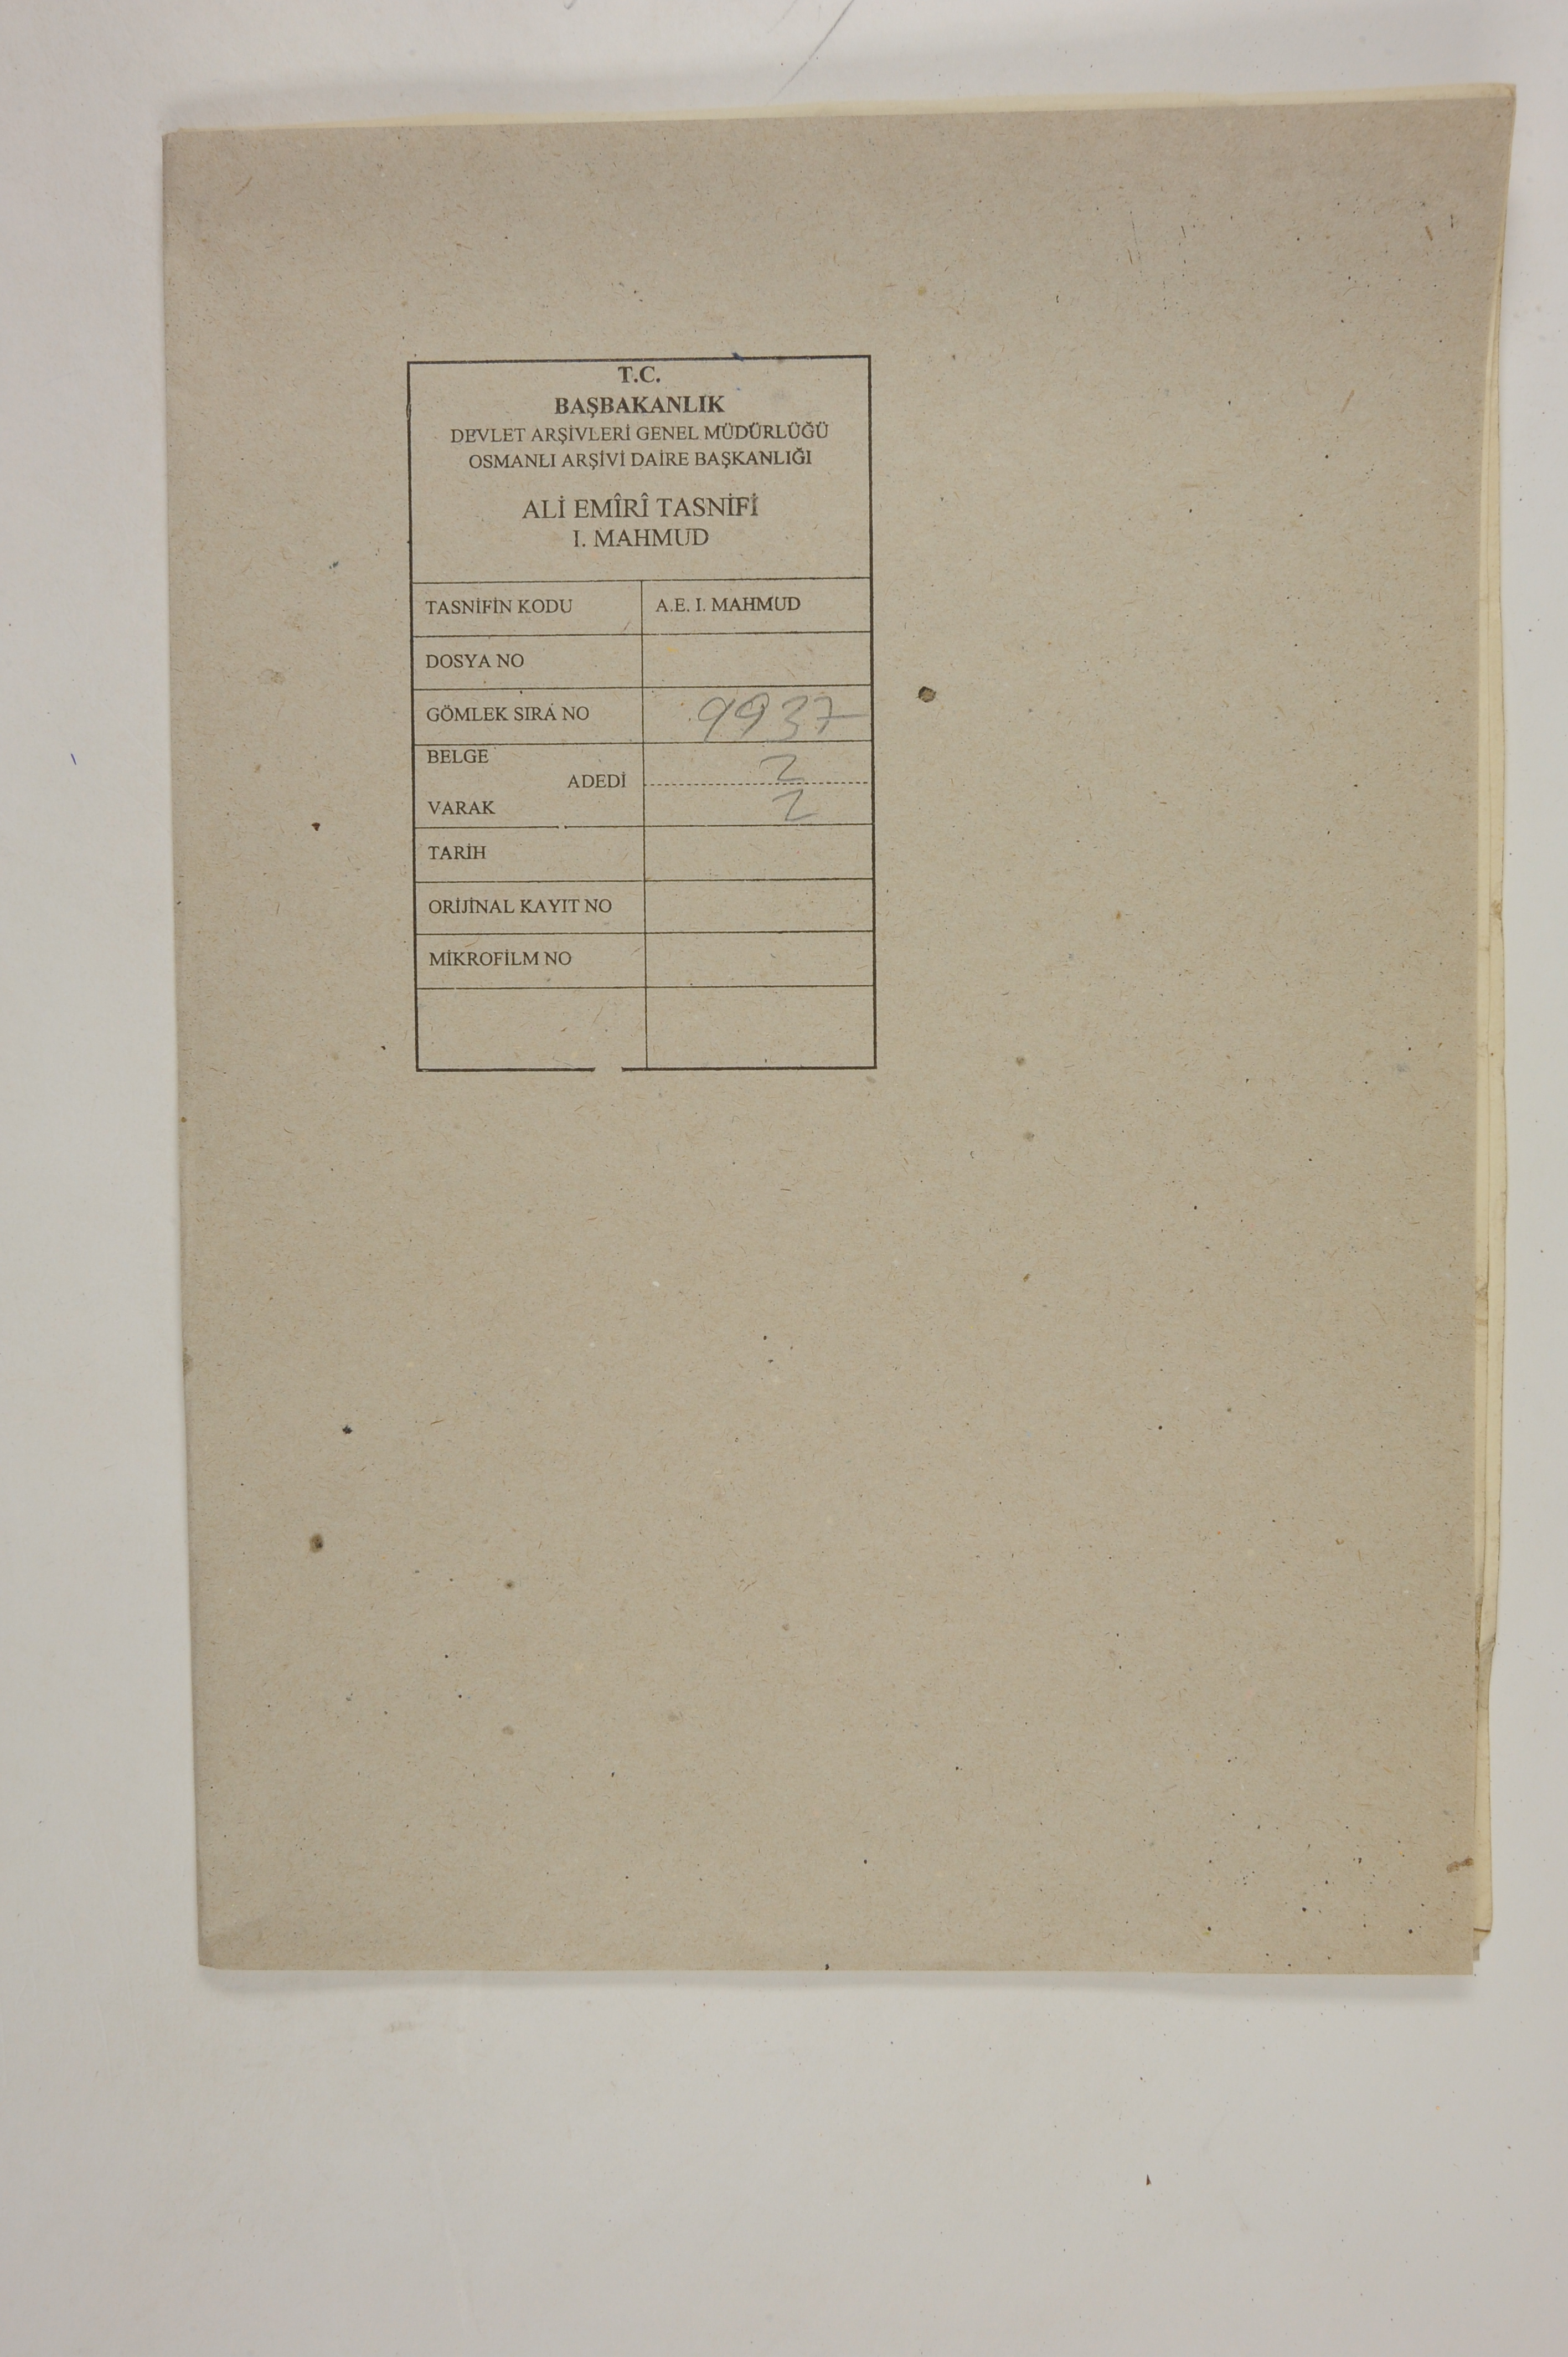 T.C.
BAŞBAKANLIK
DEVLET ARŞİVLERİ GENEL MÜDÜRLÜĞÜ
OSMANLI ARŞİVİ DAİRE BAŞKANLIĞI
ALİ EMÎRÎ TASNİFİ
I. MAHMUD
TASNİFİN KODU A.E. I. MAHMUD
DOSYA NO
GÖMLEK SIRA NO 9937
BELGE 2
ADEDİ
VARAK 2
TARİH
ORİJİNAL KAYIT NO
MİKROFİLM NO